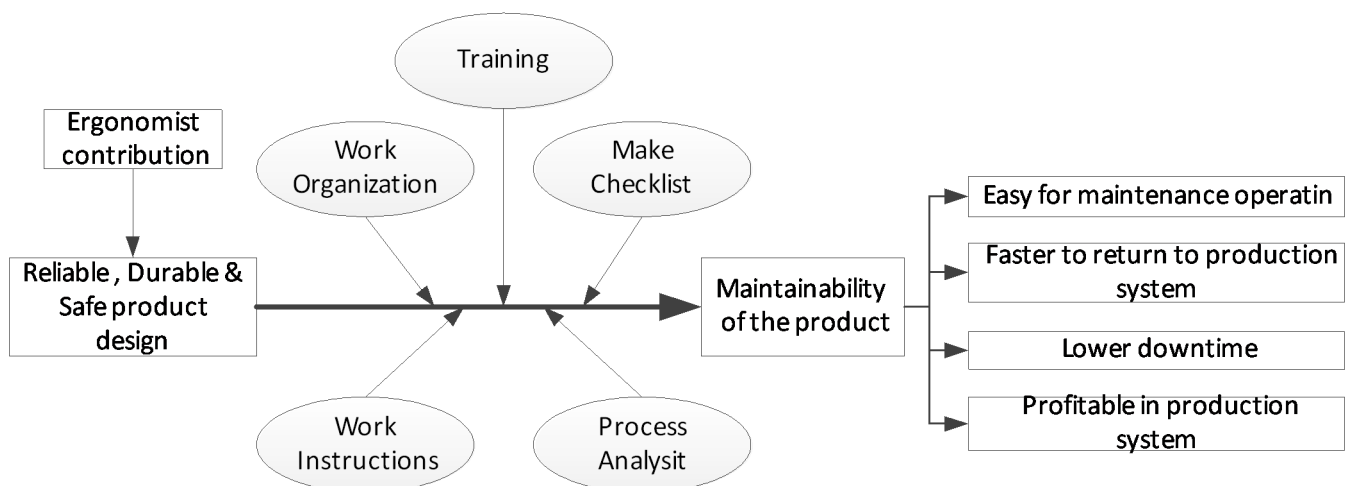 Training
Ergonomist
contribution
Work
Organization
Make
Checklist
Easy for maintenance operatin
Reliable , Durable &
Safe product
design
Maintainability
of the product
Faster to return to production
system
Lower downtime
Work
Instructions
Process
Analysit
Profitable in production
system